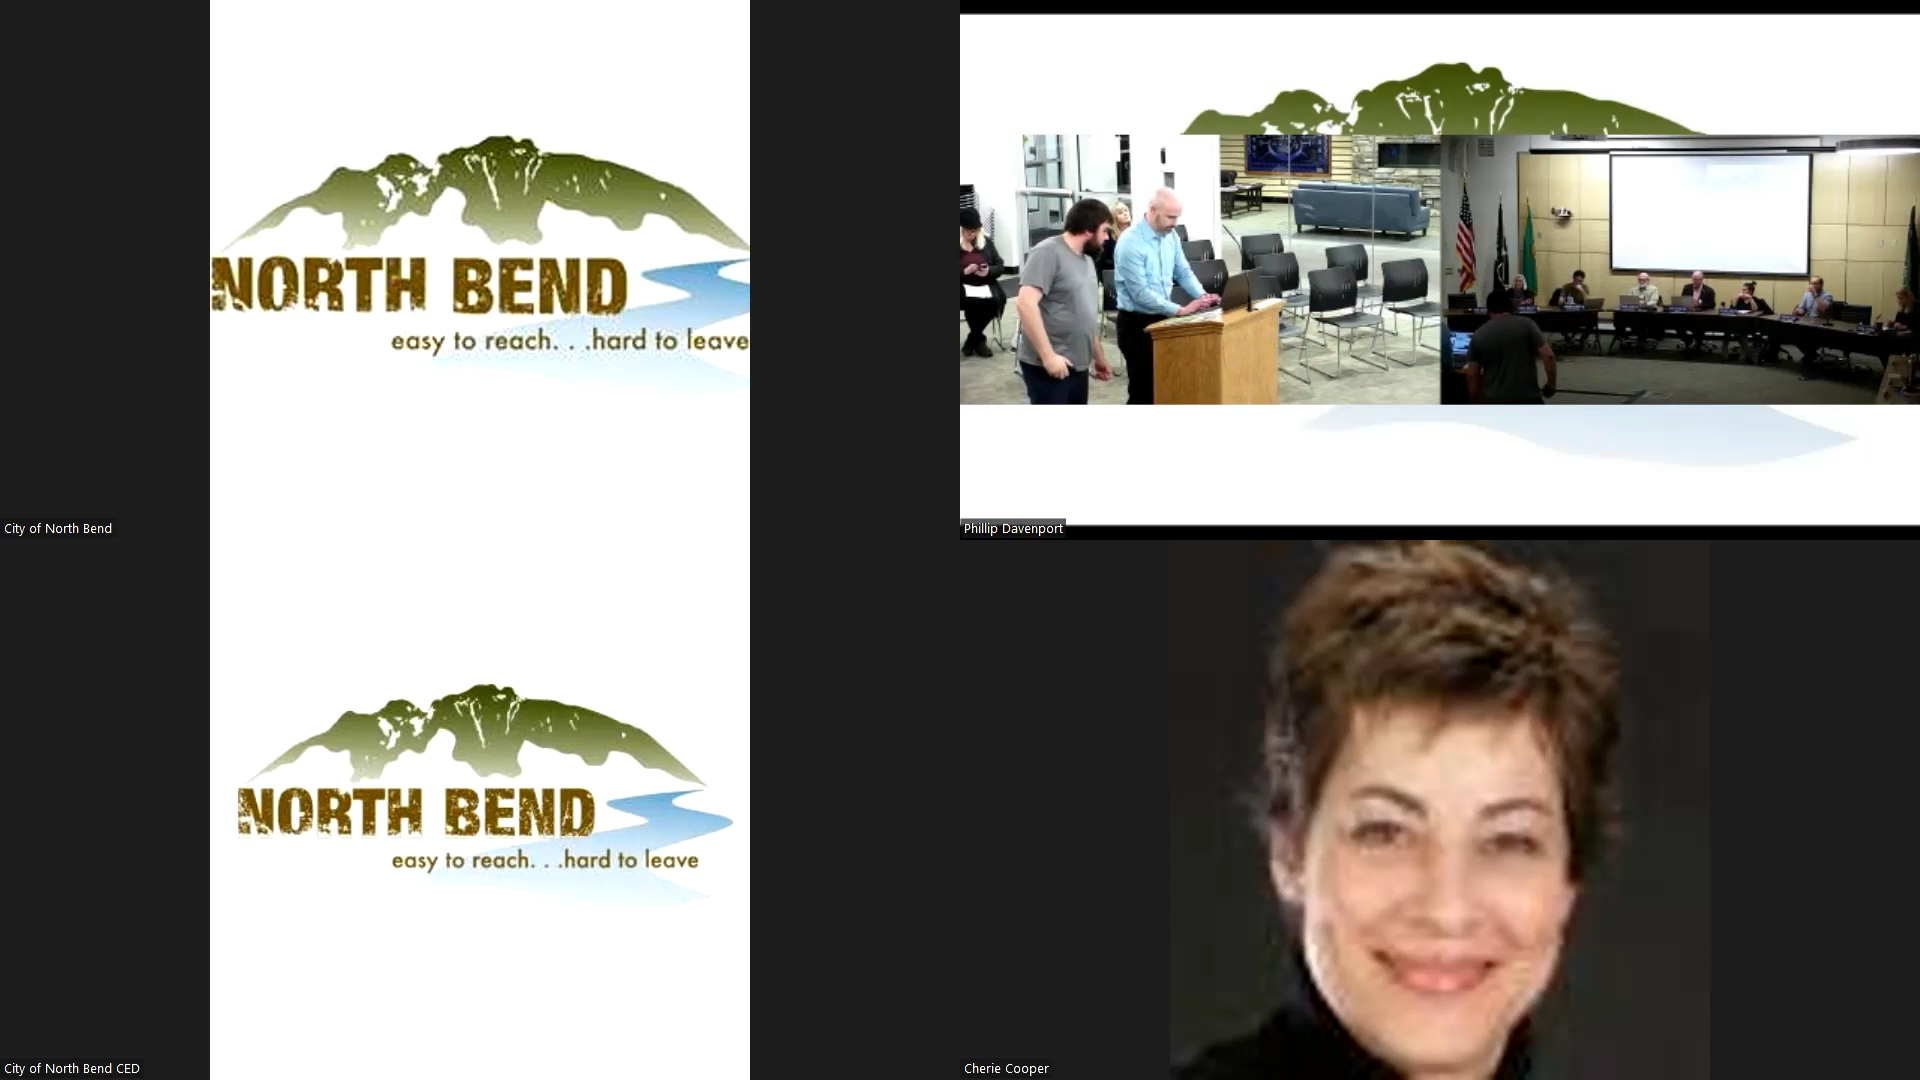 NORTH BEND
easy to reach. . .hard to leave
City of North Bend
Phillip Davenport
NORTH BEND
easy to reach. . .hard to leave
City of North Bend CED
Cherie Cooper